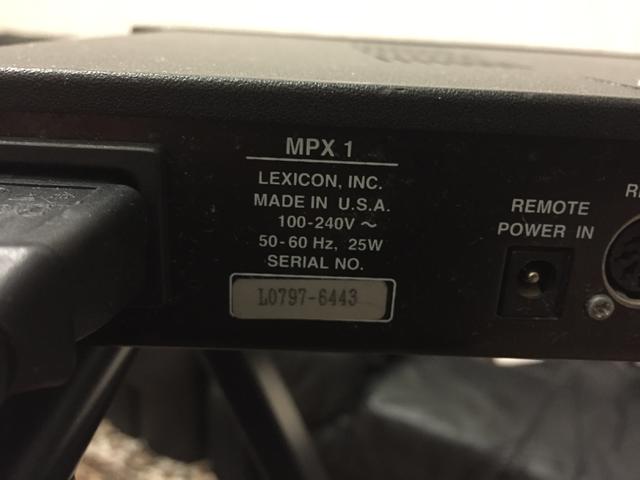 MPX 1
LEXICON, INC.
MADE IN U.S.A.
100-240V ~
50-60 Hz, 25W
SERIAL NO.
L0797-6443
REMOTE
POWER IN